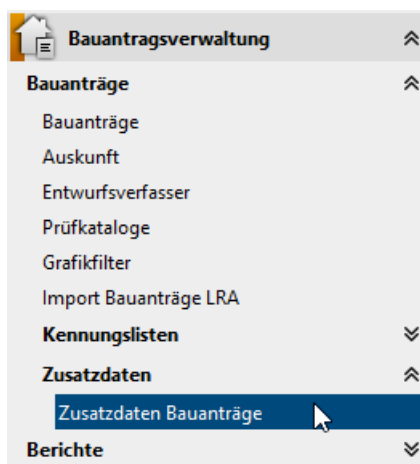 Bauantragsverwaltung
Bauanträge
Bauanträge
Auskunft
Entwurfsverfasser
Prüfkataloge
Grafikfilter
Import Bauanträge LRA
Kennungslisten
Zusatzdaten
Zusatzdaten Bauanträge
Berichte